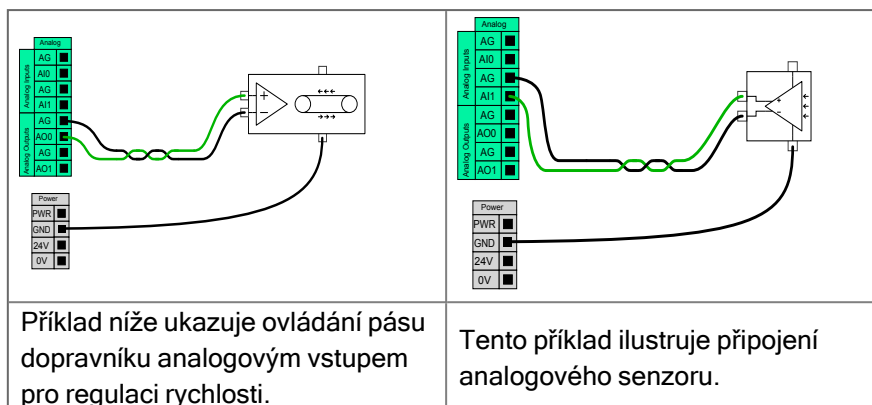 Analog
AG
AI0
AG
AI1
AG
AO0
AG
AO1
Analog Inputs
Analog Outputs
Power
PWR
GND
24V
0V
Analog
AG
AI0
AG
AI1
AG
AO0
AG
AO1
Analog Inputs
Analog Outputs
Power
PWR
GND
24V
0V
Příklad níže ukazuje ovládání pásu
dopravníku analogovým vstupem
pro regulaci rychlosti.
Tento příklad ilustruje připojení
analogového senzoru.